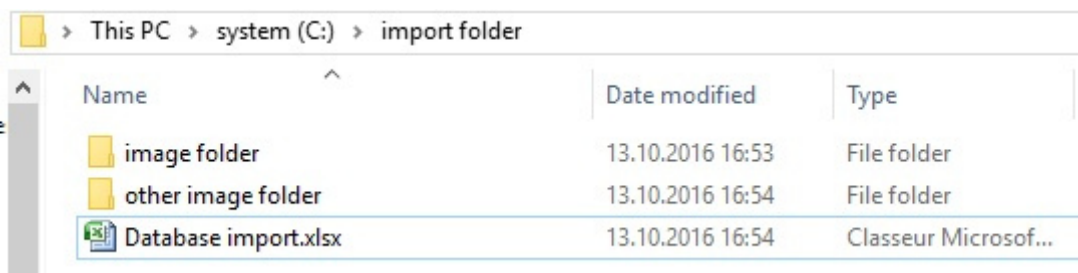 This PC > system (C:) > import folder
Name Date modified Type
image folder 13.10.2016 16:53 File folder
other image folder 13.10.2016 16:54 File folder
Database import.xlsx 13.10.2016 16:54 Classeur Microsof...